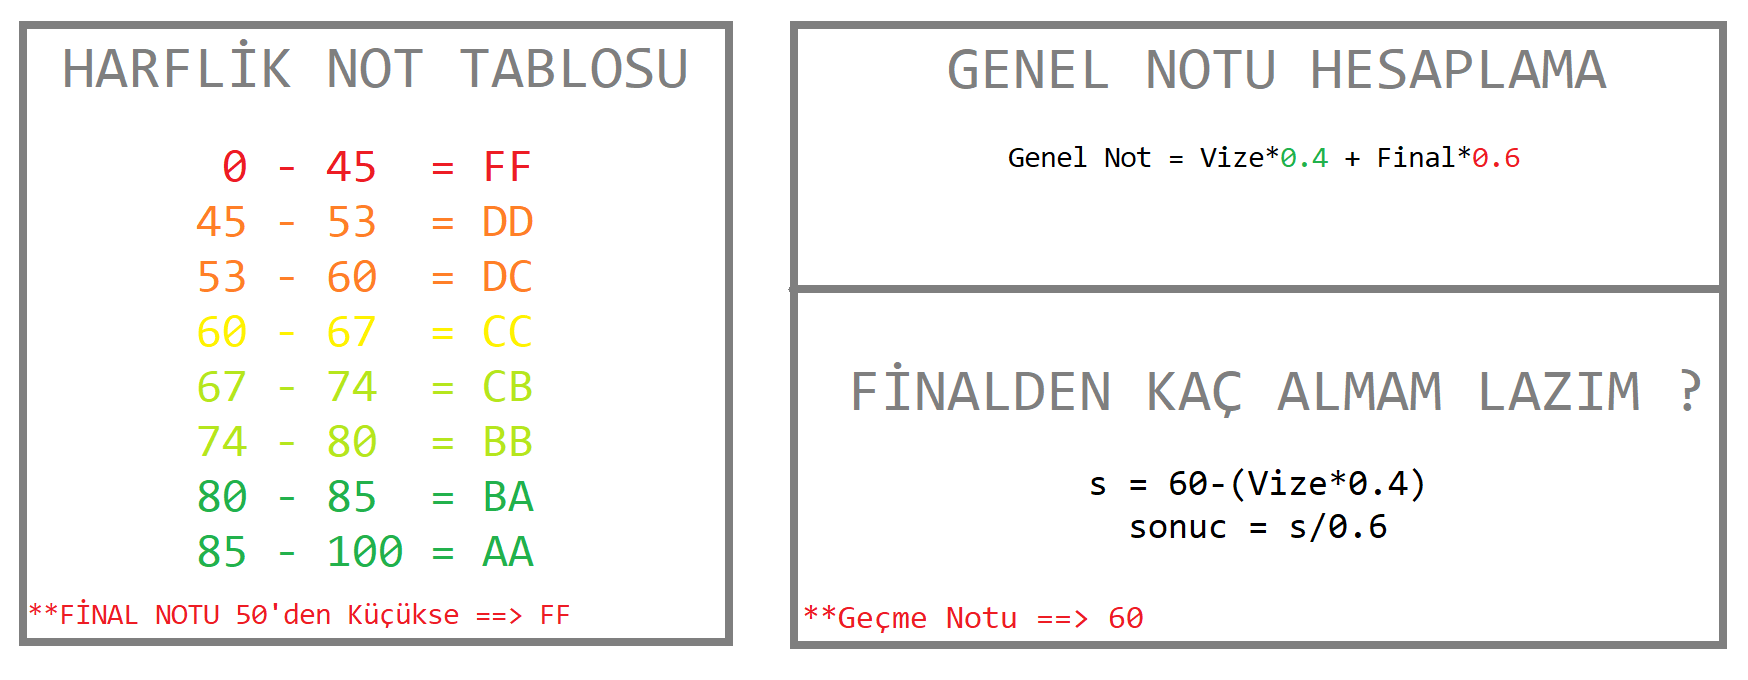 HARFLİK NOT TABLOSU
0 - 45 = FF
45 - 53 = DD
53 - 60 = DC
60 - 67 = CC
67 - 74 = CB
74 - 80 = BB
80 - 85 = BA
85 - 100 = AA
**FİNAL NOTU 50'den Küçükse ==> FF
GENEL NOTU HESAPLAMA
Genel Not = Vize*0.4 + Final*0.6
FİNALDEN KAÇ ALMAM LAZIM ?
s = 60-(Vize*0.4)
sonuc = s/0.6
**Geçme Notu ==> 60